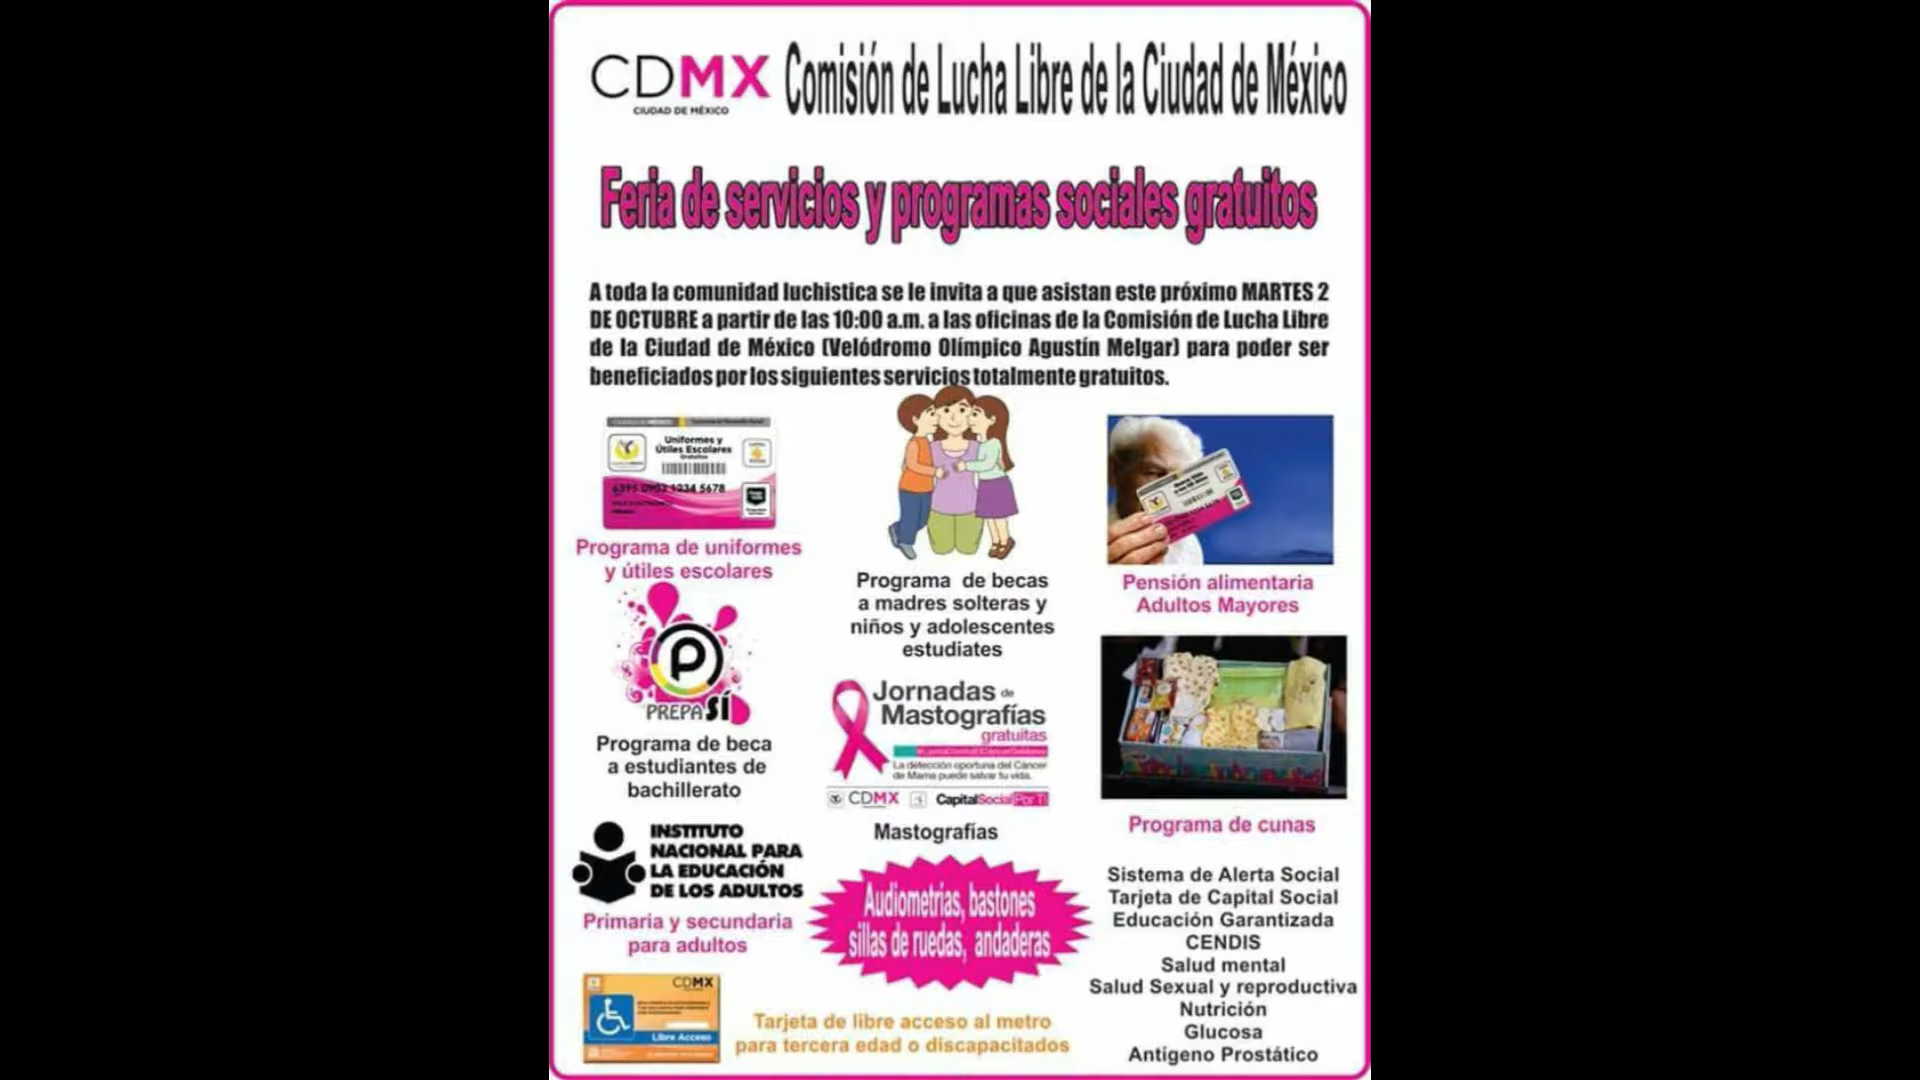 CDMX
CIUDAD DE MÉXICO
Comisión de Lucha Libre de la Ciudad de México
Feria de servicios y programas sociales gratuitos
A toda la comunidad luchistica se le invita a que asistan este próximo MARTES 2
DE OCTUBRE a partir de las 10:00 a.m. a las oficinas de la Comisión de Lucha Libre
de la Ciudad de México (Velódromo Olímpico Agustín Melgar) para poder ser
beneficiados por los siguientes servicios totalmente gratuitos.
Uniformes y
Útiles Escolares
Gratuitos
6395 0903 1234 5678
Programa de uniformes
y útiles escolares
PREPA SÍ
Programa de beca
a estudiantes de
bachillerato
INSTITUTO
NACIONAL PARA
LA EDUCACIÓN
DE LOS ADULTOS
Primaria y secundaria
para adultos
CDMX
Libre Acceso
Tarjeta de libre acceso al metro
para tercera edad o discapacitados
Programa de becas
a madres solteras y
niños y adolescentes
estudiates
Jornadas de
Mastografías
gratuitas
La detección oportuna del Cáncer
de Mama puede salvar tu vida.
CDMX
CapitalSocialPorTi
Mastografías
Audiometrías, bastones
sillas de ruedas, andaderas
Pensión alimentaria
Adultos Mayores
Programa de cunas
Sistema de Alerta Social
Tarjeta de Capital Social
Educación Garantizada
CENDIS
Salud mental
Salud Sexual y reproductiva
Nutrición
Glucosa
Antígeno Prostático